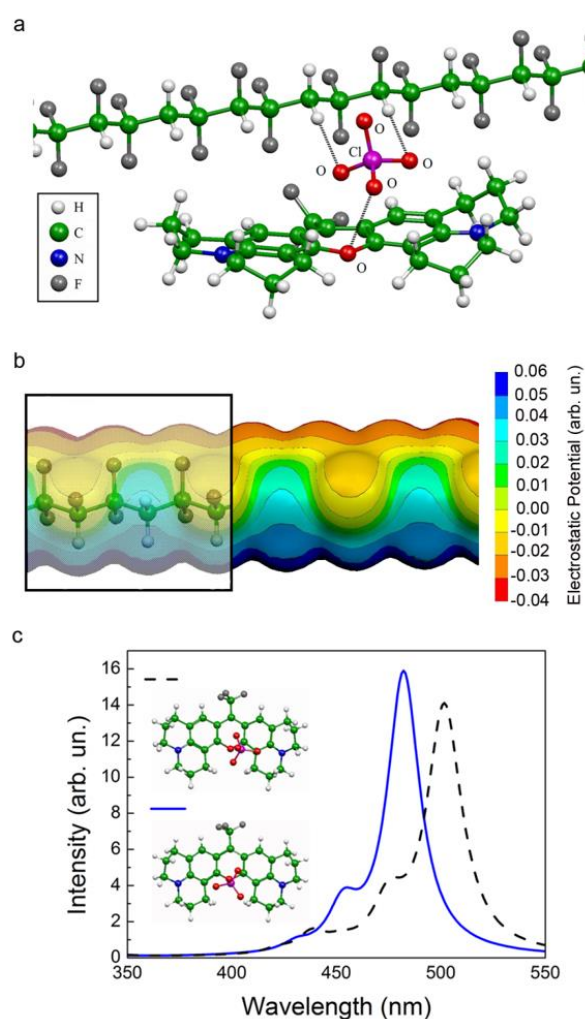 a
O
Cl
O
O
O
O
H
C
N
F
b
0.06
0.05
0.04
0.03
0.02
0.01
0.00
-0.01
-0.02
-0.03
-0.04
Electrostatic Potential (arb. un.)
c
16
14
12
10
8
6
4
2
0
Intensity (arb. un.)
350
400
450
500
550
Wavelength (nm)